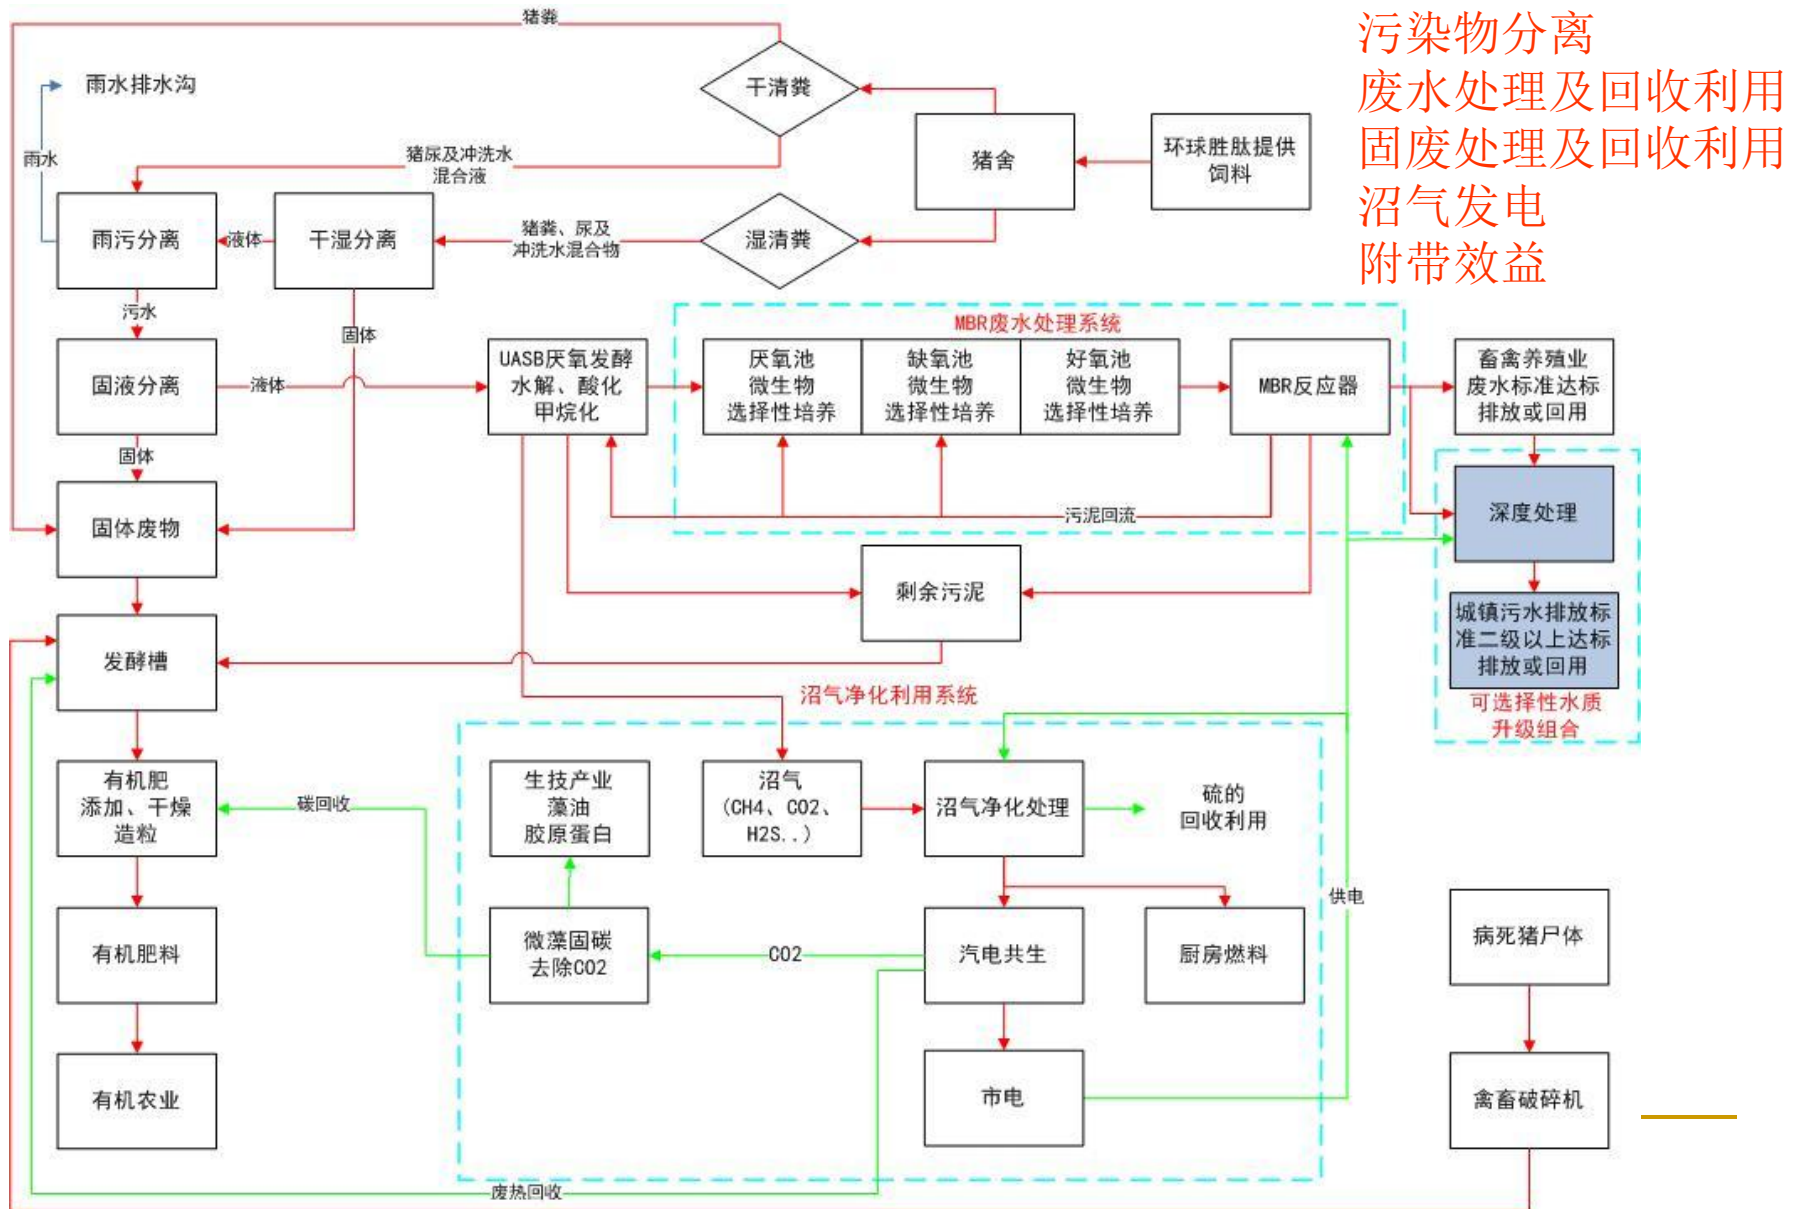 猪粪
污染物分离
废水处理及回收利用
固废处理及回收利用
沼气发电
附带效益
雨水排水沟
干清粪
雨水
猪尿及冲洗水
混合液
猪舍
环球胜肽提供
饲料
雨污分离
液体
干湿分离
猪粪、尿及
冲洗水混合物
湿清粪
污水
固体
MBR废水处理系统
固液分离
液体
UASB厌氧发酵
水解、酸化
甲烷化
厌氧池
微生物
选择性培养
缺氧池
微生物
选择性培养
好氧池
微生物
选择性培养
MBR反应器
畜禽养殖业
废水标准达标
排放或回用
固体
固体废物
污泥回流
深度处理
剩余污泥
城镇污水排放标
准二级以上达标
排放或回用
发酵槽
沼气净化利用系统
可选择性水质
升级组合
有机肥
添加、干燥
造粒
碳回收
生技产业
藻油
胶原蛋白
沼气
(CH4、CO2、
H2S..)
沼气净化处理
硫的
回收利用
供电
有机肥料
微藻固碳
去除CO2
CO2
汽电共生
厨房燃料
病死猪尸体
有机农业
市电
禽畜破碎机
废热回收